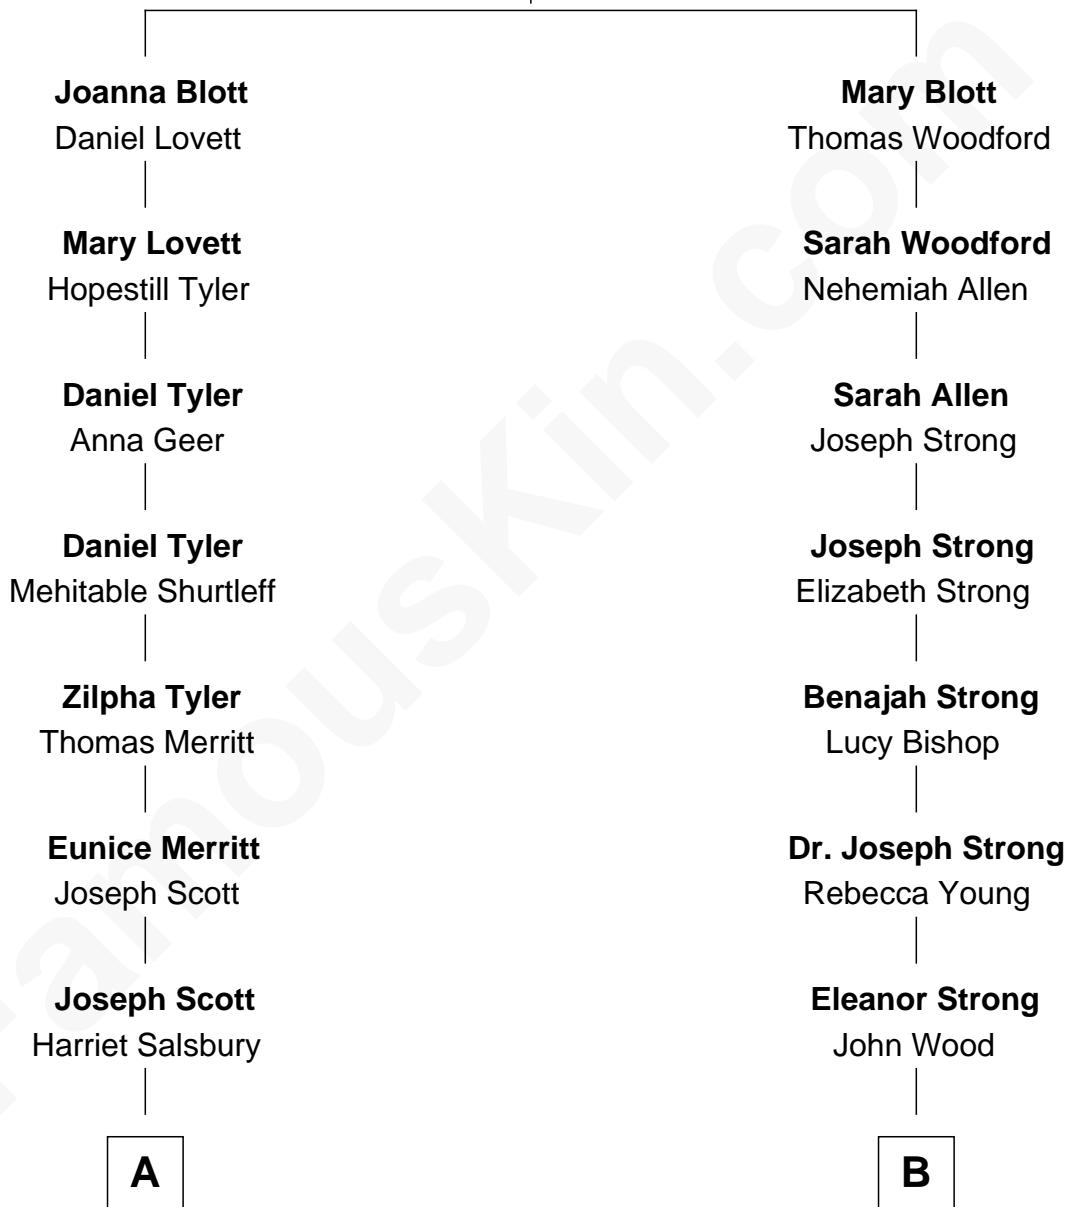 Joanna Blott
Daniel Lovett
Mary Lovett
Hopestill Tyler
Daniel Tyler
Anna Geer
Daniel Tyler
Mehitable Shurtleff
Zilpha Tyler
Thomas Merritt
Eunice Merritt
Joseph Scott
Joseph Scott
Harriet Salsbury
A
Mary Blott
Thomas Woodford
Sarah Woodford
Nehemiah Allen
Sarah Allen
Joseph Strong
Joseph Strong
Elizabeth Strong
Benajah Strong
Lucy Bishop
Dr. Joseph Strong
Rebecca Young
Eleanor Strong
John Wood
B
FamousKin.com